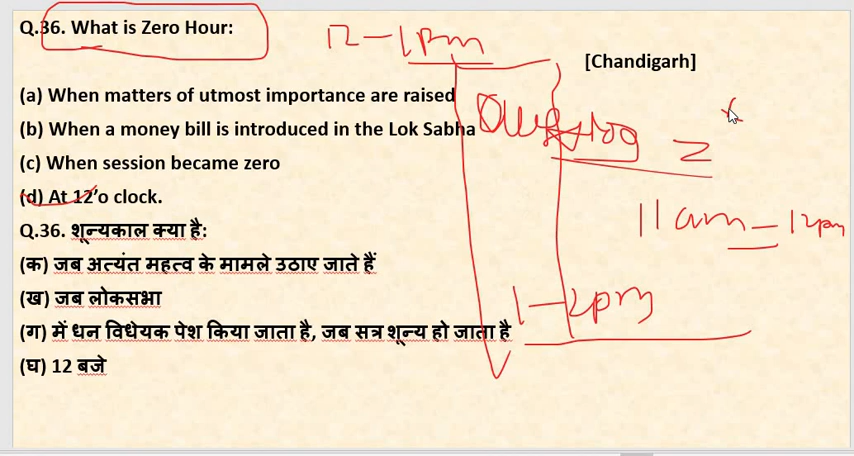 Q.36. What is Zero Hour:
12-1pm
[Chandigarh]
(a) When matters of utmost importance are raised
(b) When a money bill is introduced in the Lok Sabha
(c) When session became zero
(d) At 12'o clock.
11am - 12pm
Q.36. शून्यकाल क्या है:
(क) जब अत्यंत महत्व के मामले उठाए जाते हैं
(ख) जब लोकसभा
1-2pm
(ग) में धन विधेयक पेश किया जाता है, जब सत्र शून्य हो जाता है
(घ) 12 बजे